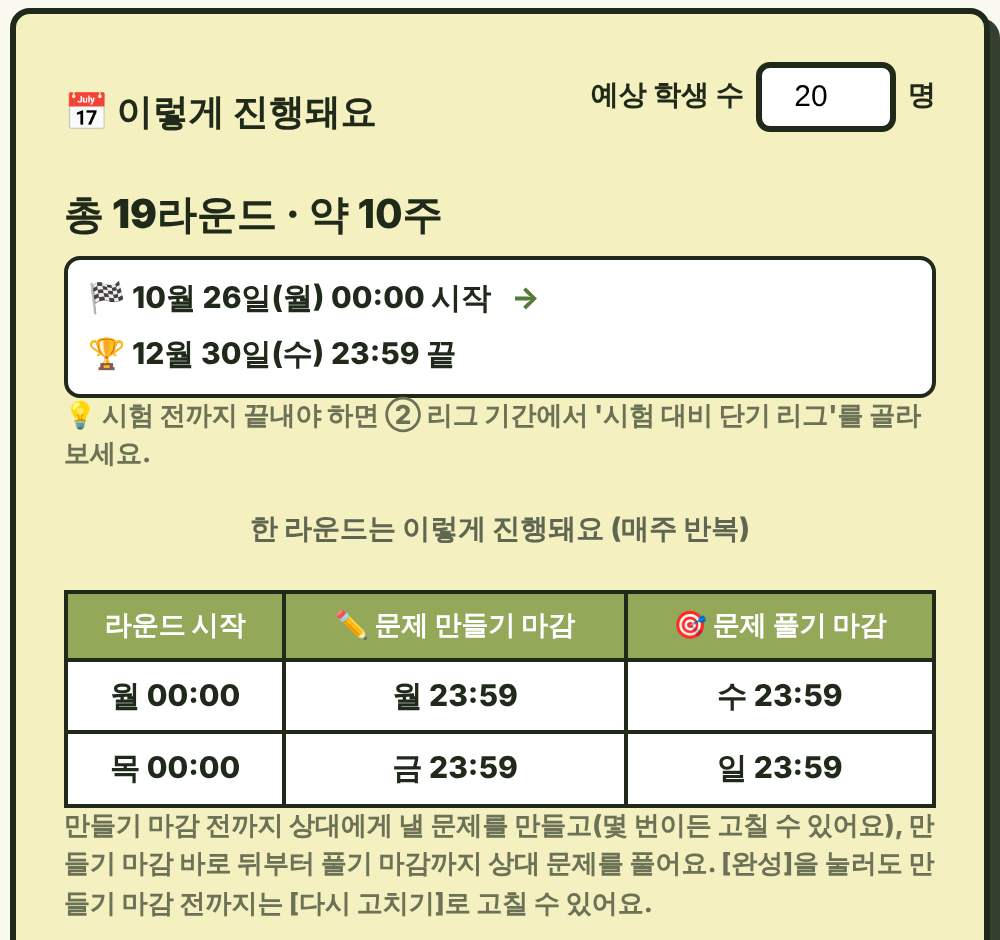 📅 이렇게 진행돼요
예상 학생 수 20 명
총 19라운드 · 약 10주
🏁 10월 26일(월) 00:00 시작 →
🏆 12월 30일(수) 23:59 끝
💡 시험 전까지 끝내야 하면 ② 리그 기간에서 '시험 대비 단기 리그'를 골라
보세요.
한 라운드는 이렇게 진행돼요 (매주 반복)
라운드 시작 ✏️ 문제 만들기 마감 🎯 문제 풀기 마감
월 00:00 월 23:59 수 23:59
목 00:00 금 23:59 일 23:59
만들기 마감 전까지 상대에게 낼 문제를 만들고(몇 번이든 고칠 수 있어요), 만
들기 마감 바로 뒤부터 풀기 마감까지 상대 문제를 풀어요. [완성]을 눌러도 만
들기 마감 전까지는 [다시 고치기]로 고칠 수 있어요.